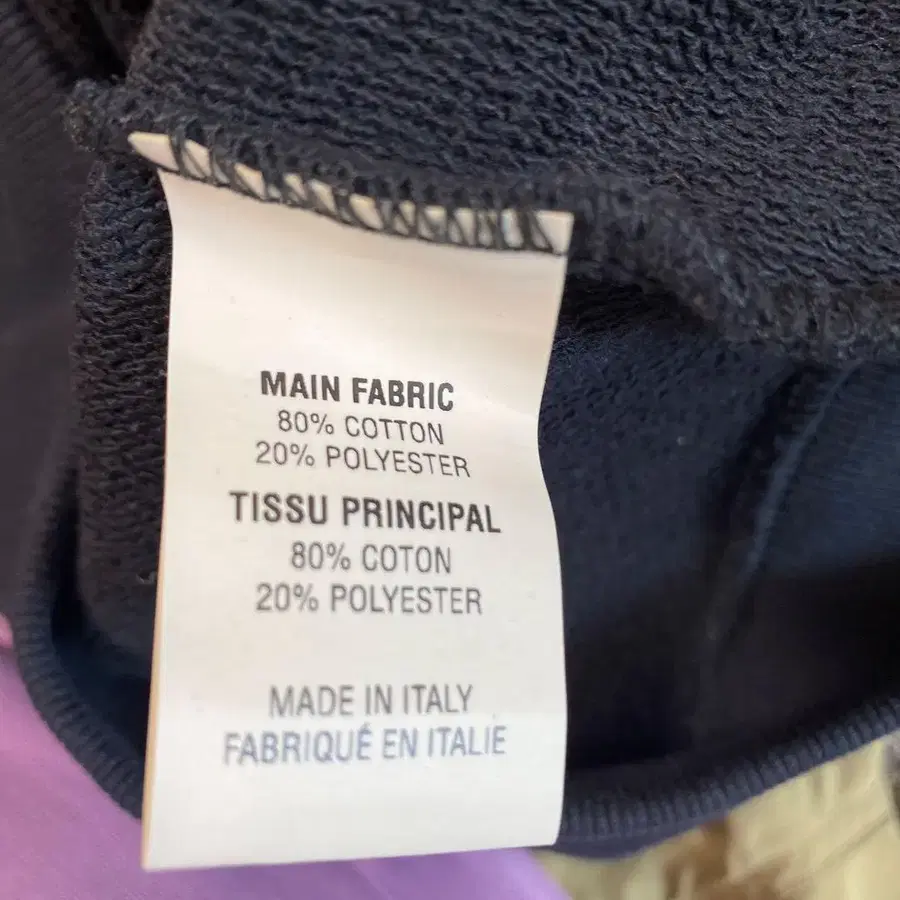 MAIN FABRIC
80% COTTON
20% POLYESTER
TISSU PRINCIPAL
80% COTON
20% POLYESTER
MADE IN ITALY
FABRIQUÉ EN ITALIE